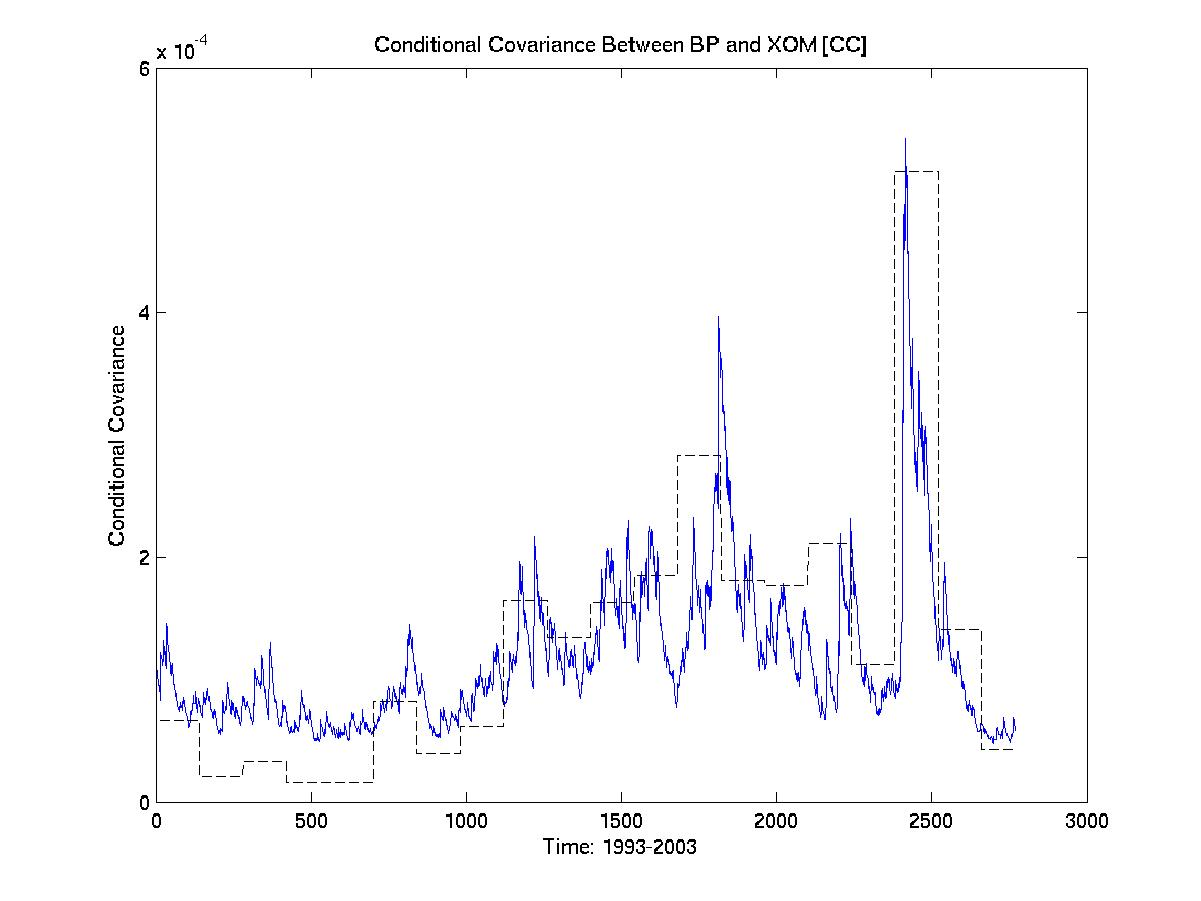 Conditional Covariance Between BP and XOM [CC]
x 10-4
6
4
2
0
Conditional Covariance
0 500 1000 1500 2000 2500 3000
Time: 1993-2003